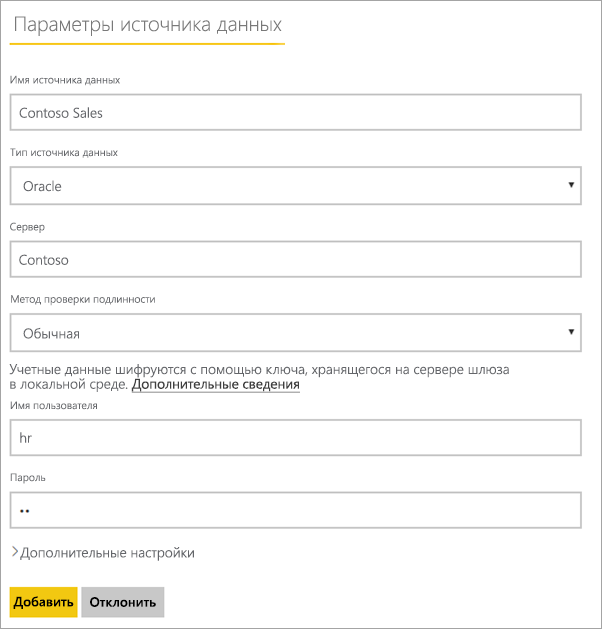 Параметры источника данных
Имя источника данных
Contoso Sales
Тип источника данных
Oracle
Сервер
Contoso
Метод проверки подлинности
Обычная
Учетные данные шифруются с помощью ключа, хранящегося на сервере шлюза
в локальной среде. Дополнительные сведения
Имя пользователя
hr
Пароль
••
Дополнительные настройки
Добавить Отклонить